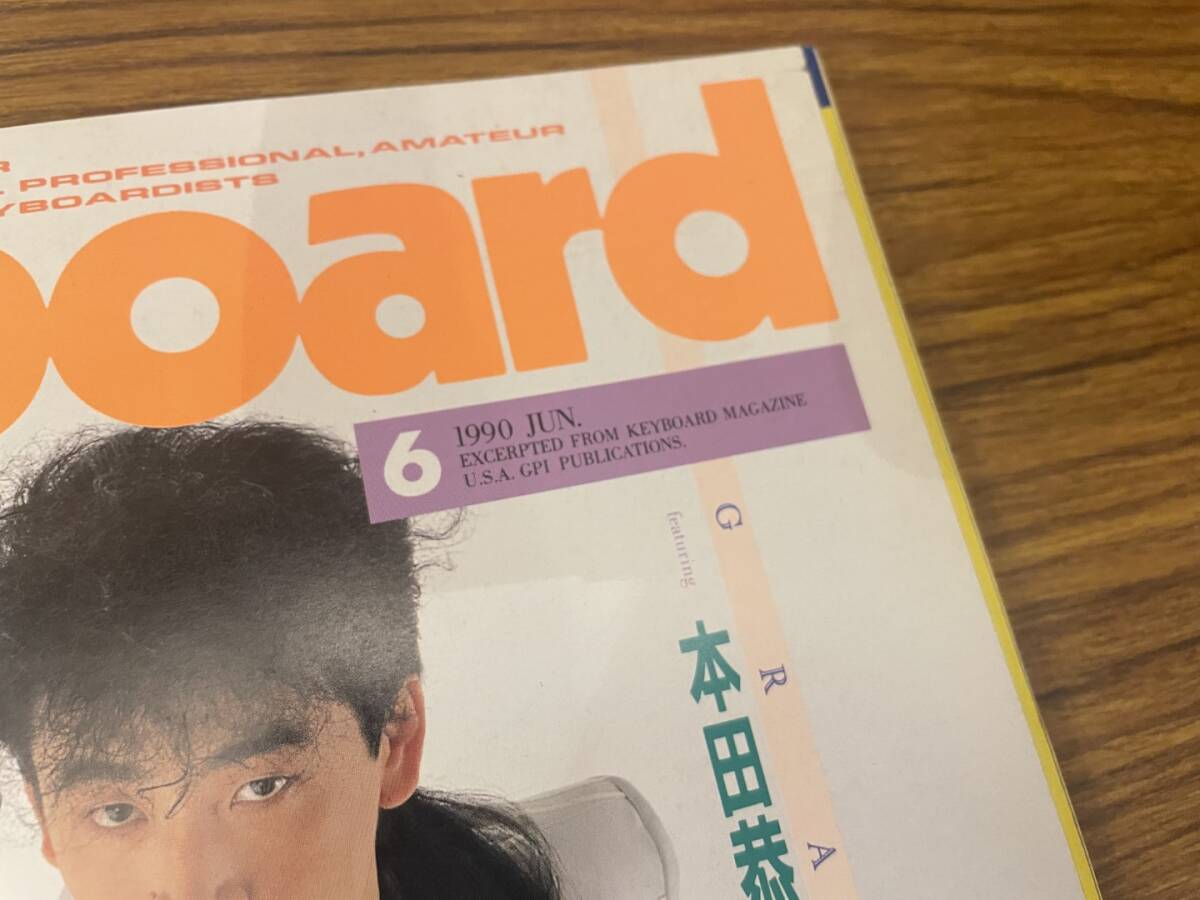 PROFESSIONAL, AMATEUR
YBOARDISTS
board
6
1990 JUN.
EXCERPTED FROM KEYBOARD MAGAZINE
U.S.A. GPI PUBLICATIONS.
G R A
featuring
本田恭